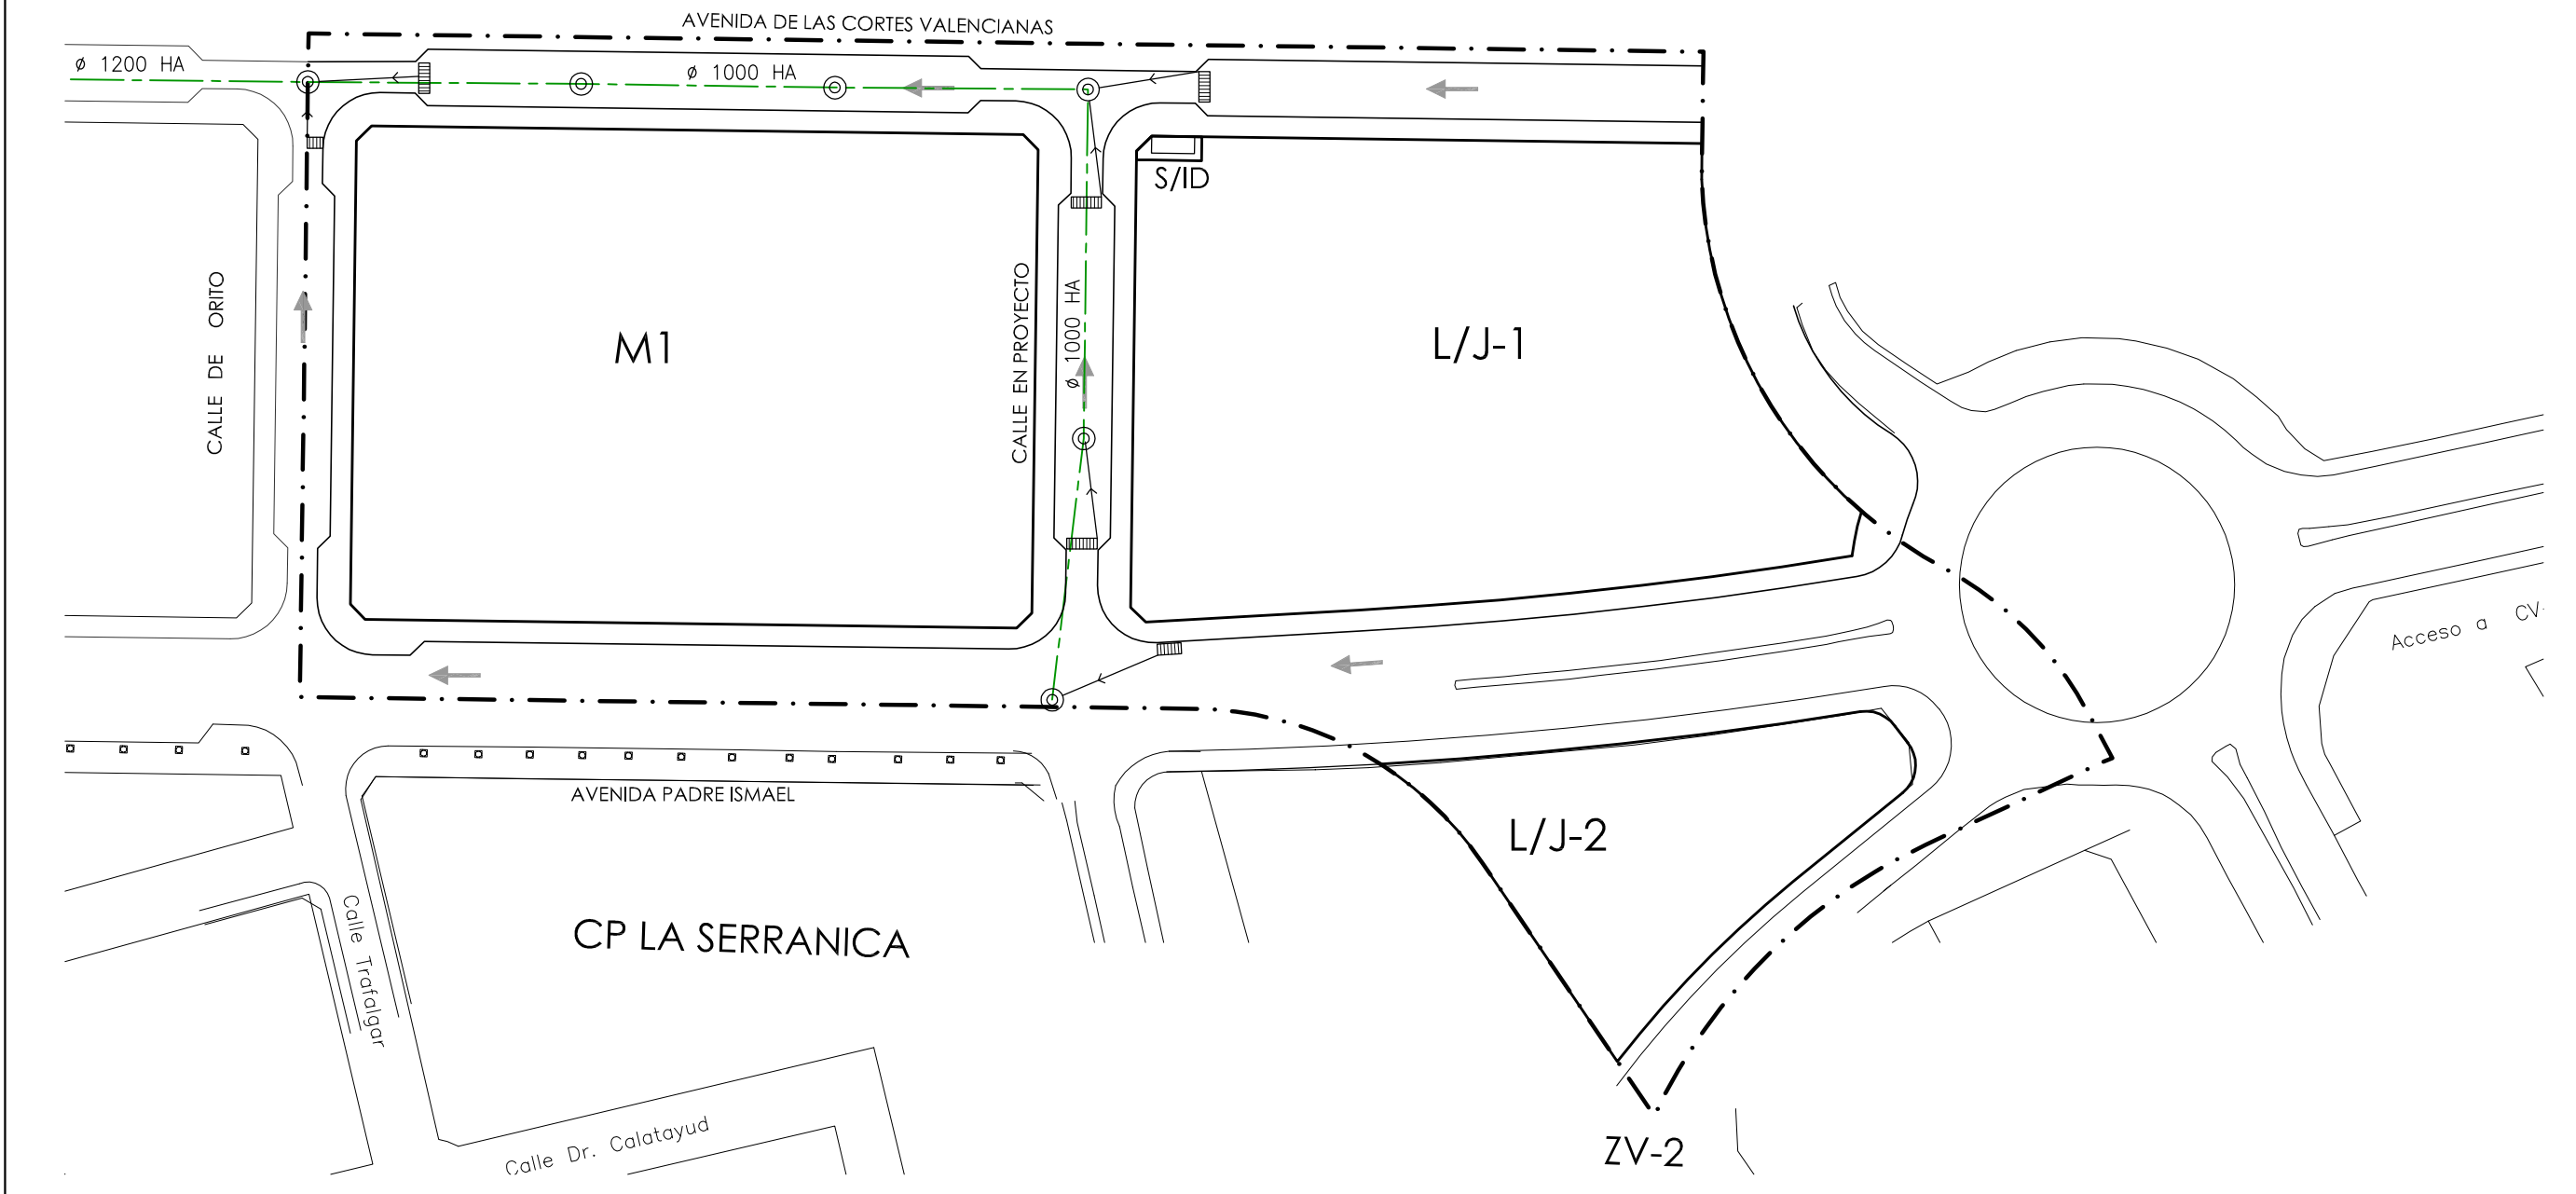 AVENIDA DE LAS CORTES VALENCIANAS
ø 1200 HA
ø 1000 HA
S/ID
CALLE DE ORITO
M1
CALLE EN PROYECTO
ø 1000 HA
L/J-1
Acceso a CV-
AVENIDA PADRE ISMAEL
L/J-2
CP LA SERRANICA
Calle Trafalgar
Calle Dr. Calatayud
ZV-2